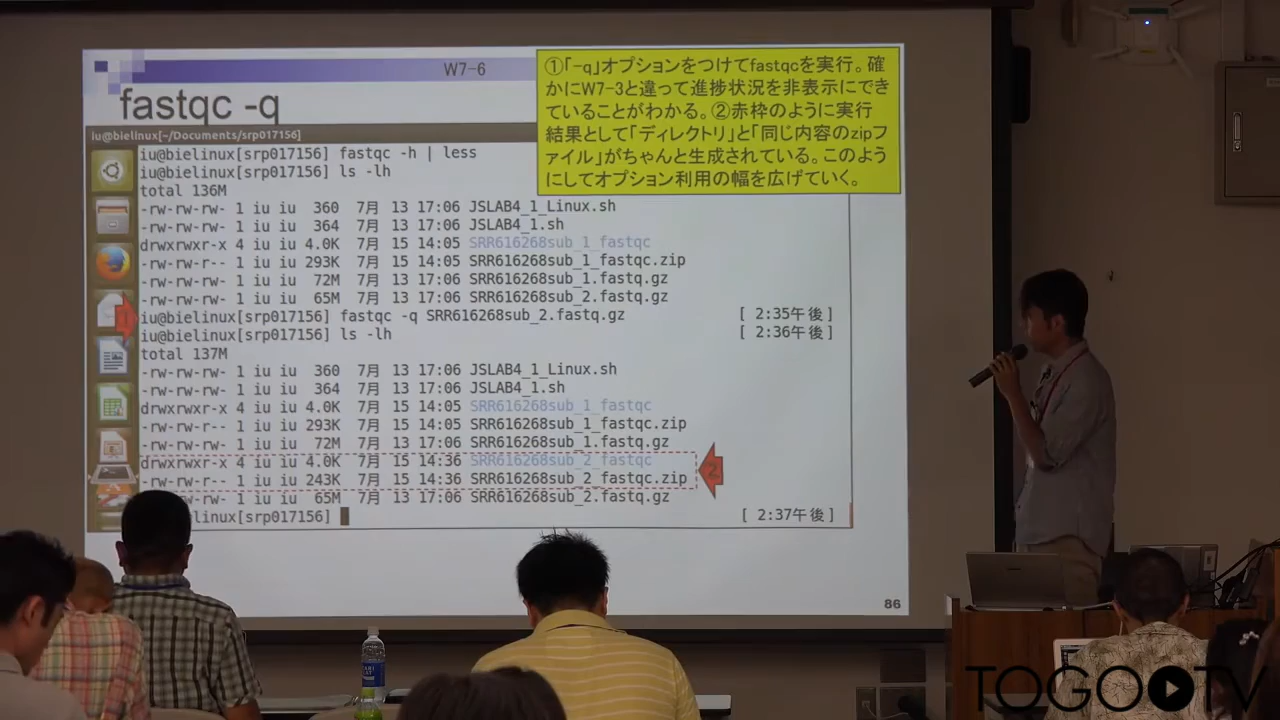 W7-6
fastqc -q
①「-q」オプションをつけてfastqcを実行。確
かにW7-3と違って進捗状況を非表示にでき
ていることがわかる。②赤枠のように実行
結果として「ディレクトリ」と「同じ内容のzipフ
ァイル」がちゃんと生成されている。このよう
にしてオプション利用の幅を広げていく。
iu@bielinux[~/Documents/srp017156]
iu@bielinux[srp017156] fastqc -h | less
iu@bielinux[srp017156] ls -lh
total 136M
-rw-rw-rw- 1 iu iu 360 7月 13 17:06 JSLAB4_1_Linux.sh
-rw-rw-rw- 1 iu iu 364 7月 13 17:06 JSLAB4_1.sh
drwxrwxr-x 4 iu iu 4.0K 7月 15 14:05 SRR616268sub_1_fastqc
-rw-rw-r-- 1 iu iu 293K 7月 15 14:05 SRR616268sub_1_fastqc.zip
-rw-rw-rw- 1 iu iu 72M 7月 13 17:06 SRR616268sub_1.fastq.gz
-rw-rw-rw- 1 iu iu 65M 7月 13 17:06 SRR616268sub_2.fastq.gz
iu@bielinux[srp017156] fastqc -q SRR616268sub_2.fastq.gz [ 2:35午後]
iu@bielinux[srp017156] ls -lh [ 2:36午後]
total 137M
-rw-rw-rw- 1 iu iu 360 7月 13 17:06 JSLAB4_1_Linux.sh
-rw-rw-rw- 1 iu iu 364 7月 13 17:06 JSLAB4_1.sh
drwxrwxr-x 4 iu iu 4.0K 7月 15 14:05 SRR616268sub_1_fastqc
-rw-rw-r-- 1 iu iu 293K 7月 15 14:05 SRR616268sub_1_fastqc.zip
-rw-rw-rw- 1 iu iu 72M 7月 13 17:06 SRR616268sub_1.fastq.gz
drwxrwxr-x 4 iu iu 4.0K 7月 15 14:36 SRR616268sub_2_fastqc
-rw-rw-r-- 1 iu iu 243K 7月 15 14:36 SRR616268sub_2_fastqc.zip
-rw-rw- 1 iu iu 65M 7月 13 17:06 SRR616268sub_2.fastq.gz
elinux[srp017156] [ 2:37午後]
①
②
86
TOGOTV